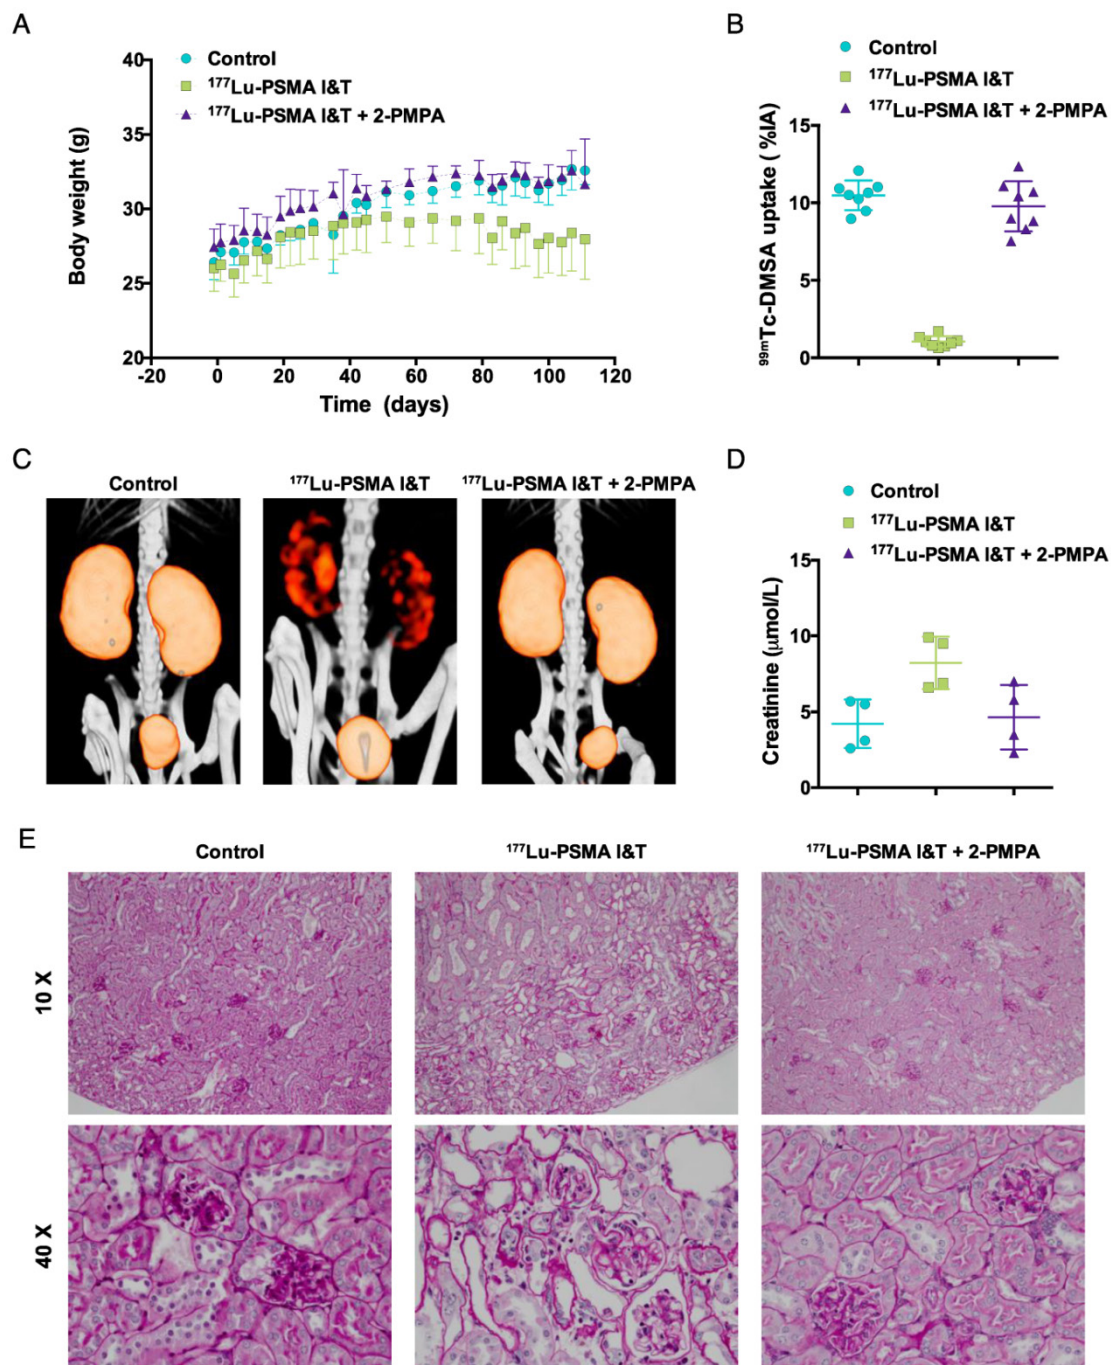 A
Control
¹⁷⁷Lu-PSMA I&T
¹⁷⁷Lu-PSMA I&T + 2-PMPA
40
35
30
25
20
Body weight (g)
-20 0 20 40 60 80 100 120
Time (days)
B
Control
¹⁷⁷Lu-PSMA I&T
¹⁷⁷Lu-PSMA I&T + 2-PMPA
15
10
5
0
⁹⁹ᵐTc-DMSA uptake ( %IA)
C
Control ¹⁷⁷Lu-PSMA I&T ¹⁷⁷Lu-PSMA I&T + 2-PMPA
D
Control
¹⁷⁷Lu-PSMA I&T
¹⁷⁷Lu-PSMA I&T + 2-PMPA
15
10
5
0
Creatinine (μmol/L)
E
Control ¹⁷⁷Lu-PSMA I&T ¹⁷⁷Lu-PSMA I&T + 2-PMPA
10 X
40 X